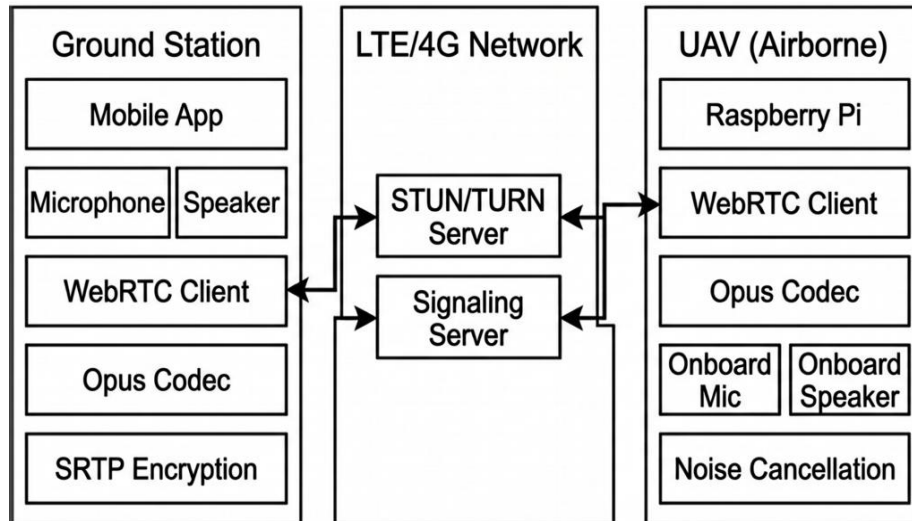 Ground Station
Mobile App
Microphone
Speaker
WebRTC Client
Opus Codec
SRTP Encryption
LTE/4G Network
STUN/TURN
Server
Signaling
Server
UAV (Airborne)
Raspberry Pi
WebRTC Client
Opus Codec
Onboard
Mic
Onboard
Speaker
Noise Cancellation